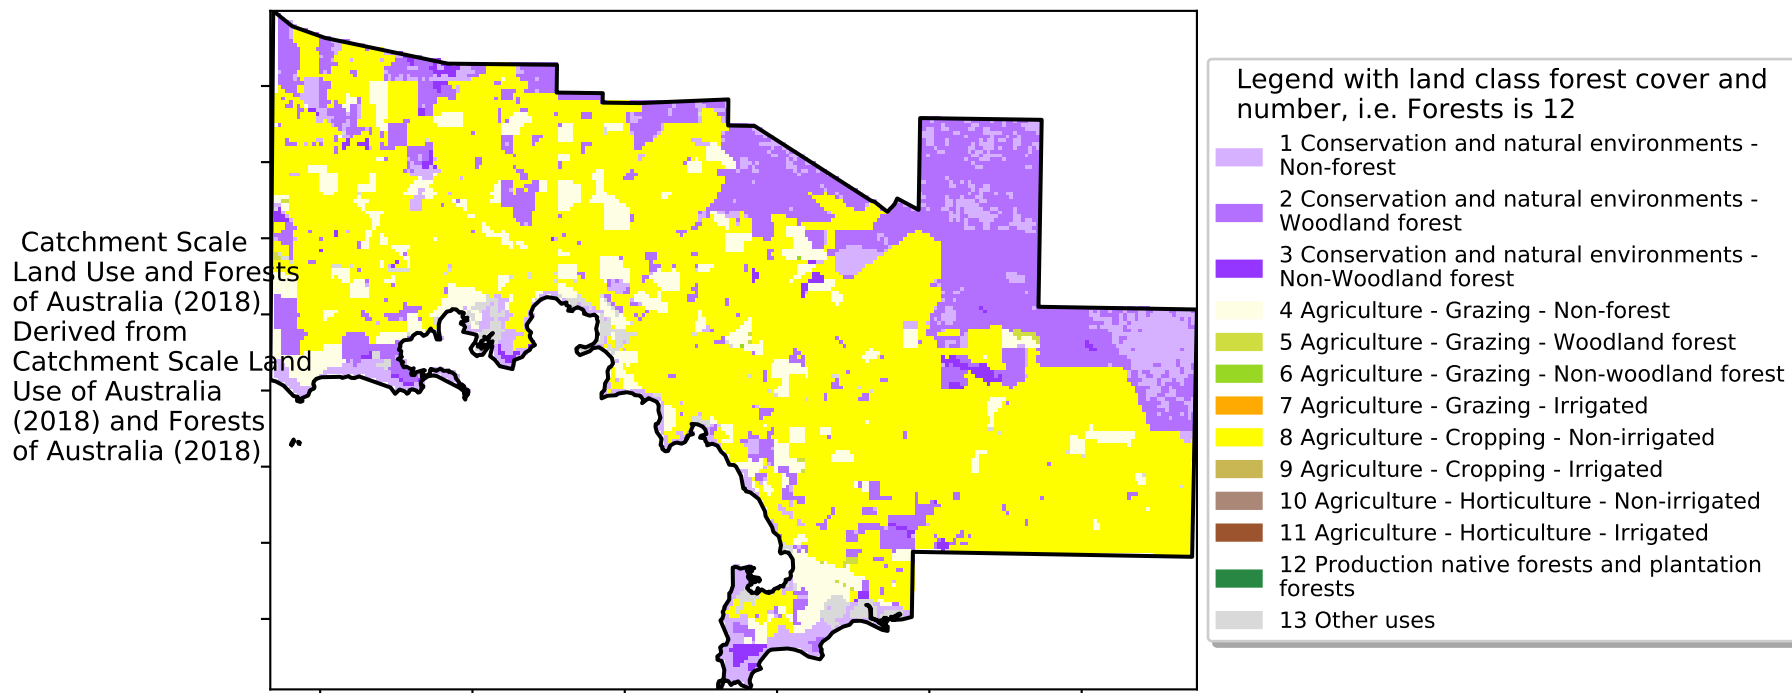 Catchment Scale
Land Use and Forests
of Australia (2018)
Derived from
Catchment Scale Land
Use of Australia
(2018) and Forests
of Australia (2018)
Legend with land class forest cover and
number, i.e. Forests is 12
1 Conservation and natural environments -
Non-forest
2 Conservation and natural environments -
Woodland forest
3 Conservation and natural environments -
Non-Woodland forest
4 Agriculture - Grazing - Non-forest
5 Agriculture - Grazing - Woodland forest
6 Agriculture - Grazing - Non-woodland forest
7 Agriculture - Grazing - Irrigated
8 Agriculture - Cropping - Non-irrigated
9 Agriculture - Cropping - Irrigated
10 Agriculture - Horticulture - Non-irrigated
11 Agriculture - Horticulture - Irrigated
12 Production native forests and plantation
forests
13 Other uses